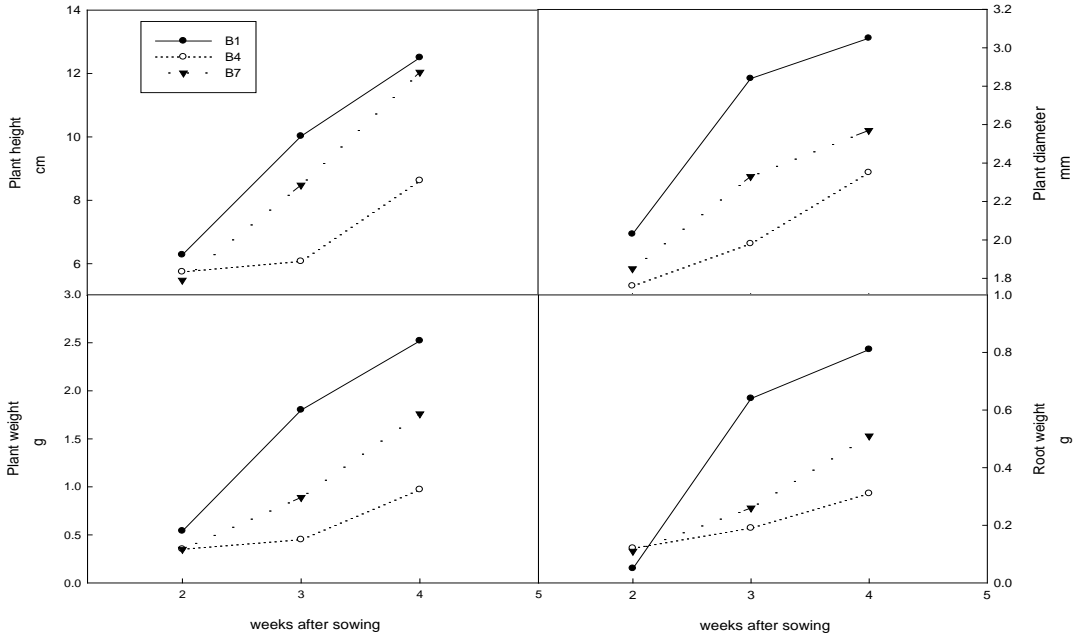 14
12
10
8
6
3.0
Plant height
cm
B1
B4
B7
3.2
3.0
2.8
2.6
2.4
2.2
2.0
1.8
1.0
Plant diameter
mm
2.5
2.0
1.5
1.0
0.5
0.0
Plant weight
g
2 3 4 5
weeks after sowing
0.8
0.6
0.4
0.2
0.0
Root weight
g
2 3 4 5
weeks after sowing